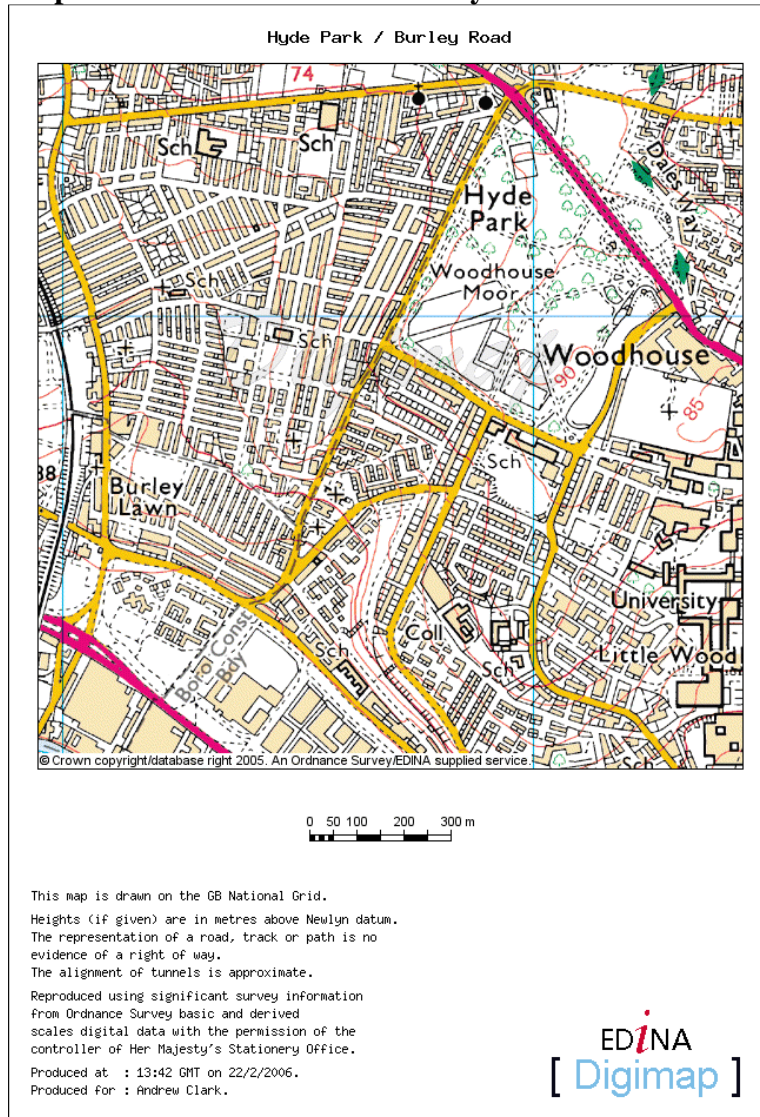 Hyde Park / Burley Road
74
Sch
Sch
Dales Way
Hyde
Park
Woodhouse
Moor
Sch
Sch
Woodhouse
90
85
Sch
38
Burley
Lawn
University
Boro Const
Bdy
Sch
Coll
Sch
Little Wood
Sch
© Crown copyright/database right 2005. An Ordnance Survey/EDINA supplied service.
0 50 100 200 300 m
This map is drawn on the GB National Grid.
Heights (if given) are in metres above Newlyn datum.
The representation of a road, track or path is no
evidence of a right of way.
The alignment of tunnels is approximate.
Reproduced using significant survey information
from Ordnance Survey basic and derived
scales digital data with the permission of the
controller of Her Majesty's Stationery Office.
Produced at : 13:42 GMT on 22/2/2006.
Produced for : Andrew Clark.
EDiNA
[ Digimap ]